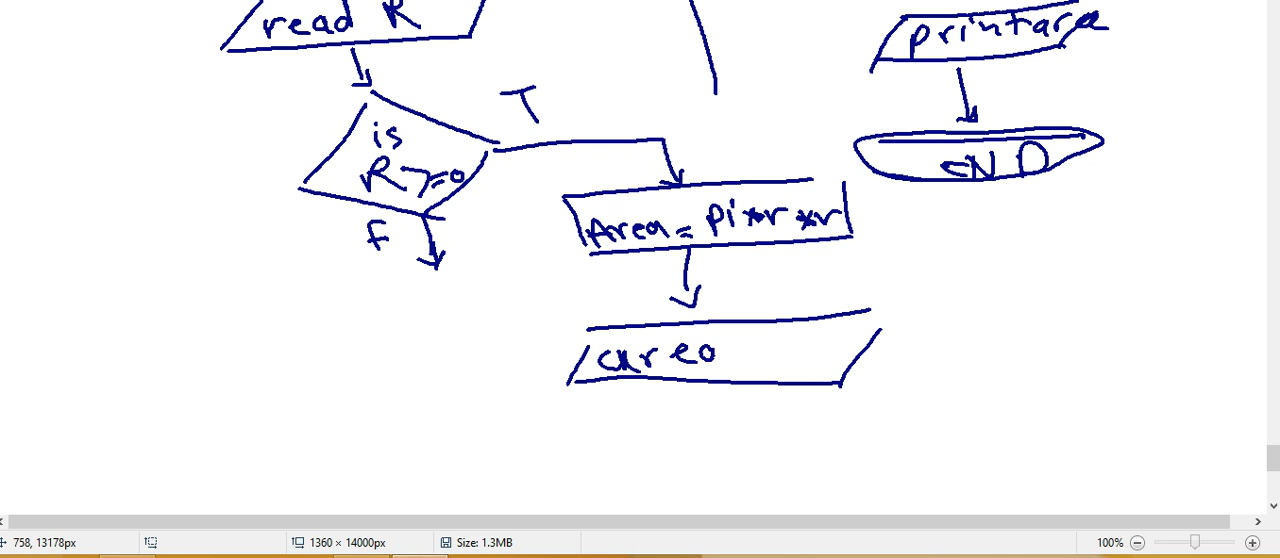 read R
printarea
T
is
R>=0
END
Area = pi*r*r
F
area
758, 13178px
1360 × 14000px
Size: 1.3MB
100%